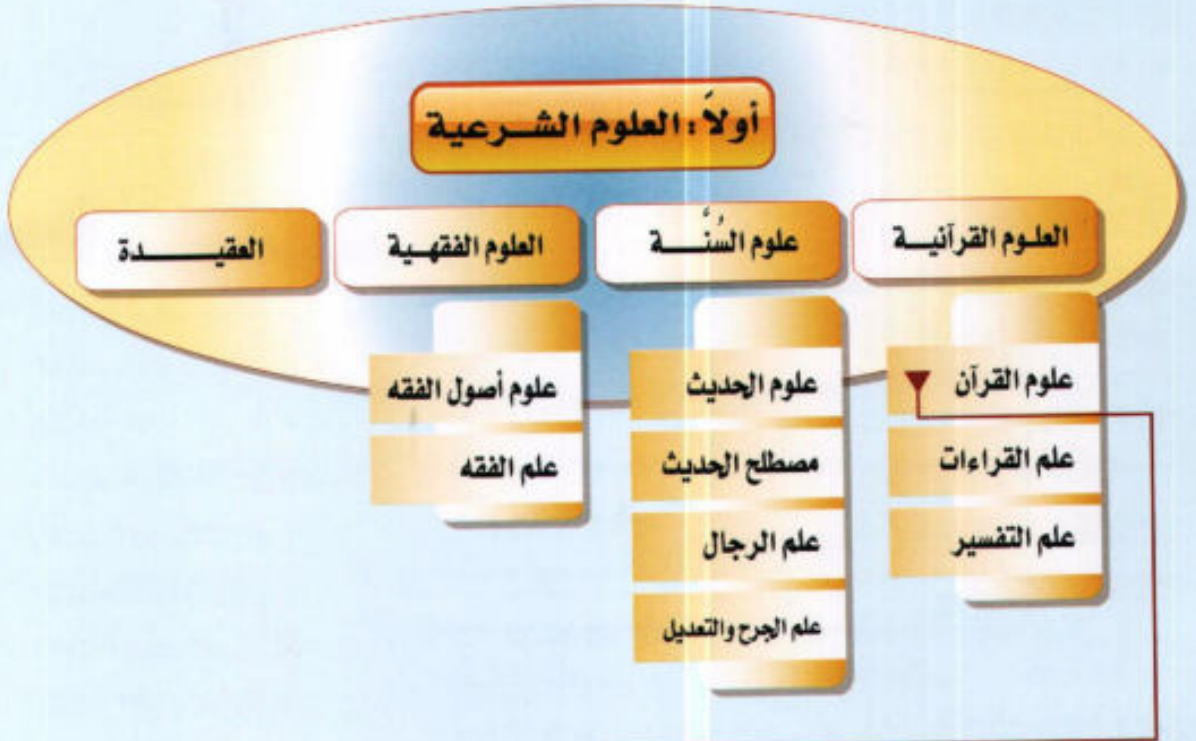 أولاً : العلوم الشرعية
العلوم القرآنية
علوم السُنَّة
العلوم الفقهية
العقيدة
علوم القرآن
علم القراءات
علم التفسير
علوم الحديث
مصطلح الحديث
علم الرجال
علم الجرح والتعديل
علوم أصول الفقه
علم الفقه